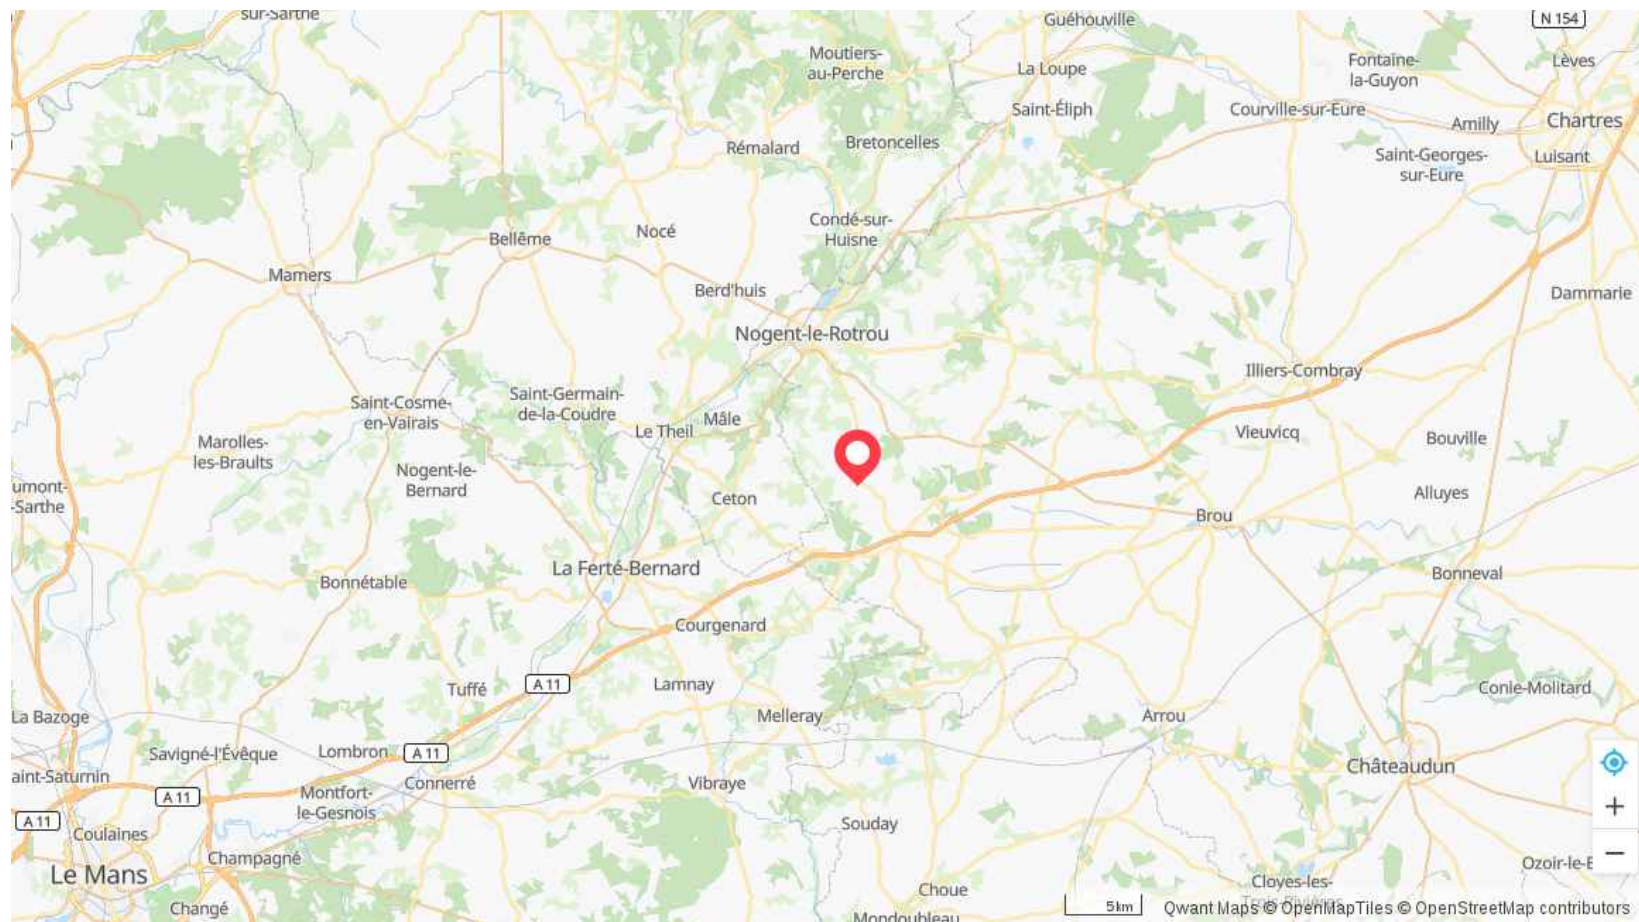 sur-Sarthe
Guéhouville
N 154
Moutiers-
au-Perche
La Loupe
Fontaine-
la-Guyon
Lèves
Saint-Éliph
Courville-sur-Eure
Amilly
Chartres
Rémalard
Bretoncelles
Saint-Georges-
sur-Eure
Luisant
Condé-sur-
Huisne
Nocé
Bellême
Mamers
Berd'huis
Dammarie
Nogent-le-Rotrou
Illiers-Combray
Saint-Germain-
de-la-Coudre
Saint-Cosme-
en-Vairais
Mâle
Le Theil
Vieuvicq
Bouville
Marolles-
les-Braults
Nogent-le-
Bernard
umont-
-Sarthe
Ceton
Alluyes
Brou
La Ferté-Bernard
Bonnétable
Bonneval
Courgenard
Tuffé
A 11
Lamnay
Conie-Molitard
La Bazoge
Melleray
Arrou
Savigné-l'Évêque
Lombron
A 11
Châteaudun
aint-Saturnin
Connerré
Vibraye
A 11
Montfort-
le-Gesnois
A 11
Coulaines
Souday
Champagné
Le Mans
Ozoir-le-B
Cloyes-les-
Trois-Rivières
Choue
Changé
Mondoubleau
5km
Qwant Maps © OpenMapTiles © OpenStreetMap contributors